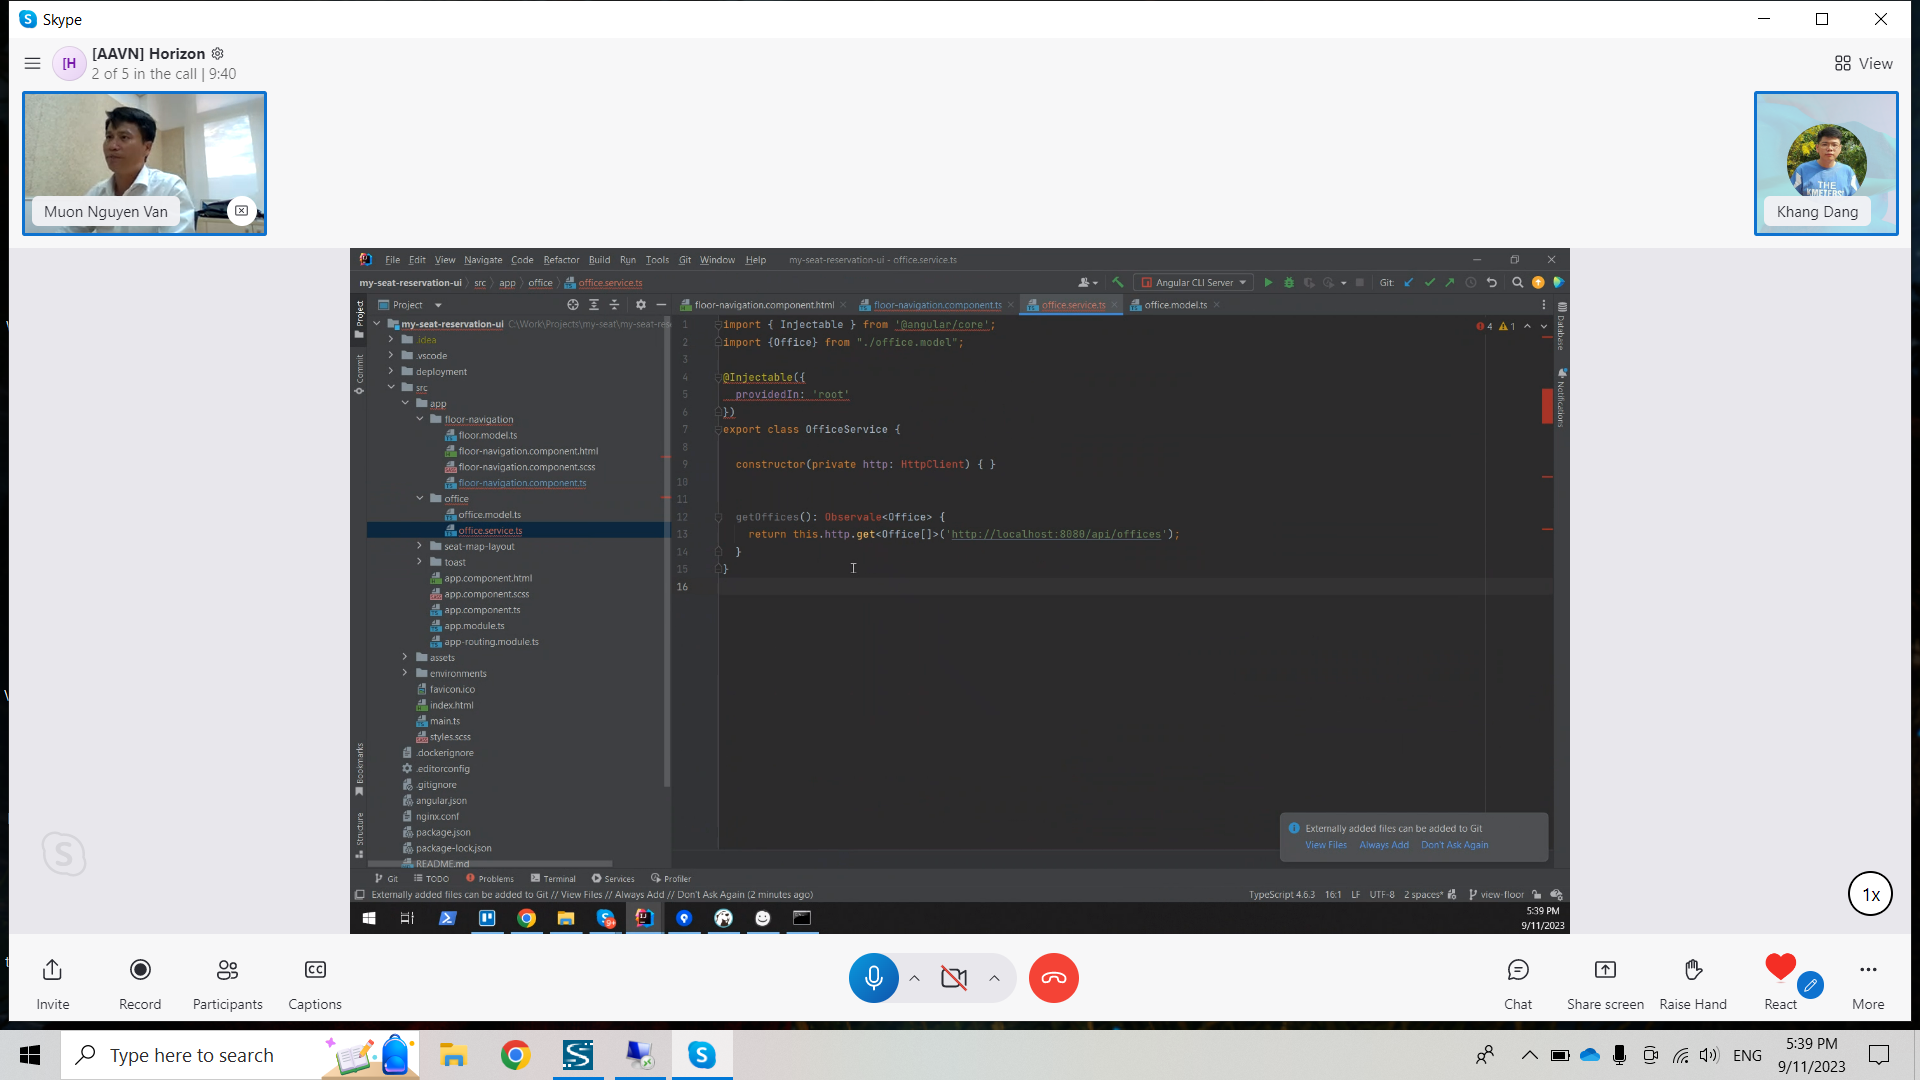 Skype
[H
[AAVN] Horizon
2 of 5 in the call | 9:40
View
Muon Nguyen Van
THE
KMETERS!
Khang Dang
File Edit View Navigate Code Refactor Build Run Tools Git Window Help my-seat-reservation-ui - office.service.ts
my-seat-reservation-ui src app office office.service.ts
Angular CLI Server
Git:
Project
floor-navigation.component.html
floor-navigation.component.ts
office.service.ts
office.model.ts
Project
Commit
Bookmarks
Structure
Database
Notifications
my-seat-reservation-ui C:\Work\Projects\my-seat\my-seat-res
.idea
.vscode
deployment
src
app
floor-navigation
floor.model.ts
floor-navigation.component.html
floor-navigation.component.scss
floor-navigation.component.ts
office
office.model.ts
office.service.ts
seat-map-layout
toast
app.component.html
app.component.scss
app.component.ts
app.module.ts
app-routing.module.ts
assets
environments
favicon.ico
index.html
main.ts
styles.scss
.dockerignore
.editorconfig
.gitignore
angular.json
nginx.conf
package.json
package-lock.json
README.md
4 1
1 import { Injectable } from '@angular/core';
2 import {Office} from "./office.model";
3
4 @Injectable({
5 providedIn: 'root'
6 })
7 export class OfficeService {
8
9 constructor(private http: HttpClient) { }
10
11
12 getOffices(): Observale<Office> {
13 return this.http.get<Office[]>('http://localhost:8080/api/offices');
14 }
15 }
16
Externally added files can be added to Git
View Files Always Add Don't Ask Again
Git TODO Problems Terminal Services Profiler
Externally added files can be added to Git // View Files // Always Add // Don't Ask Again (2 minutes ago)
TypeScript 4.6.3 16:1 LF UTF-8 2 spaces* view-floor
9+
5:39 PM
9/11/2023
1x
Invite
Record
Participants
Captions
Chat
Share screen
Raise Hand
React
More
Type here to search
ENG
5:39 PM
9/11/2023